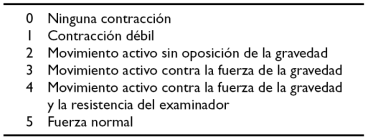 0 Ninguna contracción
1 Contracción débil
2 Movimiento activo sin oposición de la gravedad
3 Movimiento activo contra la fuerza de la gravedad
4 Movimiento activo contra la fuerza de la gravedad
y la resistencia del examinador
5 Fuerza normal